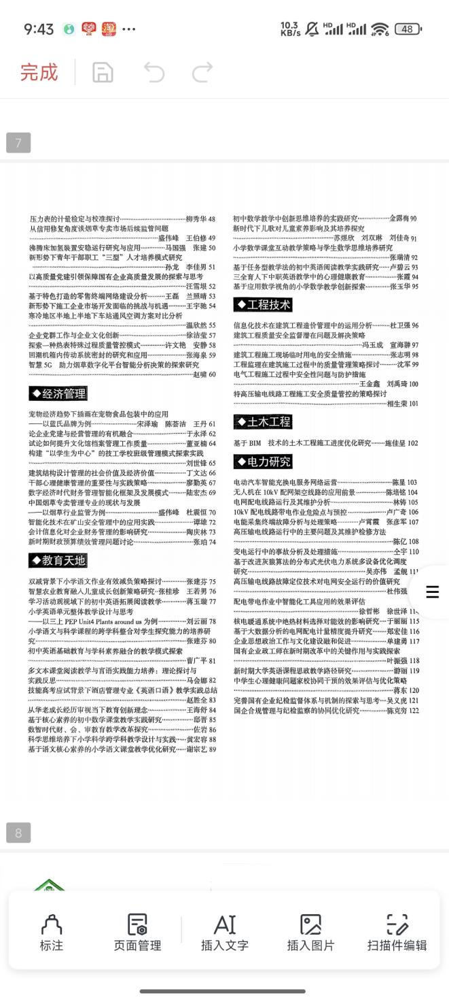 9:43
10.3 KB/s
HD
HD
6
48
完成
7
压力表的计量检定与校准探讨……柳秀华 48
从信用修复角度谈烟草专卖市场后续监管问题
……盛伟峰 王伯修 49
沸腾床加氢装置安稳运行研究与应用……马国强 张建 50
新形势下青年干部职工“三型”人才培养模式研究
……孙龙 李佳男 51
以高质量党建引领保障国有企业高质量发展的探索与思考
……汪雪垠 52
基于特色打造的零售终端网络建设分析……王磊 兰照晴 53
新形势下施工企业市场开发面临的挑战与机遇……王宇驰 54
寒冷地区半地上半地下车站通风空调方案对比分析
……温欣然 55
企业党群工作与企业文化创新……徐洁莹 57
探索一种热表特殊过程质量管控模式……许文艳 安静 58
回潮机箱内传动系统密封的研究和应用……张海泉 59
智慧 5G 助力烟草数字化平台智能分析决策的探索研究
……赵啸 60
◆经济管理
宠物经济趋势下插画在宠物食品包装中的应用
——以蓝氏品牌为例……宋泽瑜 陈荟洁 王丹 61
论企业党建与经营管理的有机融合……于永泽 62
试论如何提升文化馆档案管理工作质量……董亚楠 64
构建“以学生为中心”的技工学校班级管理模式探索实践
……刘世锋 65
建筑结构设计管理的社会价值及经济价值……丁文达 66
干部心理健康管理的重要性与实践策略……廖勤英 67
数字经济时代财务管理智能化框架及发展模式……陆宏杰 69
中国烟草专卖管理专业的现状与发展
——以烟草行业监管为例……盛伟峰 杜震恒 70
智能化技术在矿山安全管理中的应用实践……谭雄 72
会计信息化对企业财务管理的影响研究……陶庆林 73
新时期财政预算绩效管理问题讨论……张珀 74
◆教育天地
双减背景下小学语文作业有效减负策略探讨……张建芬 75
智慧农业教育融入儿童成长创新策略研究…张桂珍 王若男 76
学习活动观视域下的初中英语拓展阅读教学……蒋玉璇 77
小学英语单元整体教学设计与思考
——以三上 PEP Unit4 Plants around us 为例……刘云丽 78
小学语文与科学课程的跨学科整合对学生探究能力的培养研
究……张建芬 80
初中英语基础教育与学科素养融合的教学模式探索
……曹广平 81
多文本课堂阅读教学与言语实践能力培养：理论探讨与
实践反思……马会娜 82
技能高考应试背景下酒店管理专业《英语口语》教学实践总结
……赵胜全 83
从华老成长经历审视当下教育创新理念……王海舒 84
基于核心素养的初中数学课堂教学实践研究……邸晋 85
数智时代财、会、审教育教学改革探究……佐岩 86
科学思维培养下小学科学跨学科教学设计与实践……黄宏容 88
基于语文核心素养的小学语文课堂教学优化研究……谢宗艺 89
初中数学教学中创新思维培养的实践研究……金露梅 90
新时代下儿歌对儿童素养影响及其培养探究
……苏煜欣 刘双琳 刘佳奇 91
小学数学课堂互动教学策略与学生数学思维培养研究
……张瑞清 92
基于任务型教学法的初中英语阅读教学实践研究……卢碧云 93
三全育人下中职英语教学中的心理健康教育……张霞 94
基于应用数学视角的小学数学教学创新探索……张玉华 95
◆工程技术
信息化技术在建筑工程造价管理中的运用分析……杜卫强 96
建筑工程质量安全监督潜在问题及解决策略
……冯玉成 宣海翀 97
建筑工程施工现场临时用电的安全措施……张志明 98
工程监理在建筑施工过程中的质量管理策略探讨……沈军 99
电气工程施工过程中安全性问题与防护措施
……王金鑫 刘禹琦 100
特高压输电线路工程施工安全质量管控的策略探讨
……相生荣 101
◆土木工程
基于 BIM 技术的土木工程施工进度优化研究……施佳呈 102
◆电力研究
电动汽车智能充换电服务网络运营……陈星 103
无人机在 10kV 配网架空线路的应用前景……陈培铭 104
电网配电线路运行及其维护分析……林铸 105
10kV 配电线路带电作业危险点与预控……卢广奇 106
电能采集终端故障分析与处理策略……卢霄霞 张彦军 107
高压输电线路运行中的主要问题及其维护检修方法
……陈亿 108
变电运行中的事故分析及处理措施……仝宇 110
基于改进灰狼算法的分布式光伏电力系统多设备优化调度
研究……吴亦伟 孟舰 11
高压输电线路故障定位技术对电网安全运行的价值研究
……杜伟强
配电带电作业中智能化工具应用的效果评估
……徐哲彬 徐世泽 114
核电暖通系统中绝热材料选择对能效的影响研究……于丽丽 115
基于大数据分析的电网配电计量精度提升研究……郑宏佳 116
企业思想政治工作与文化建设融和促进……单建勇 117
国有企业政工师在新时期改革中的关键作用与实践探索
……叶振强 118
新时期大学英语课程思政教学路径研究……游丽 119
中学生心理健康问题家校协同干预的效果评估与优化策略
……蒋东 120
完善国有企业纪检监督体系与机制的探索与思考……吴义虎 121
国企合规管理与纪检监察的协同优化研究……陈克穷 122
8
标注
页面管理
插入文字
插入图片
扫描件编辑